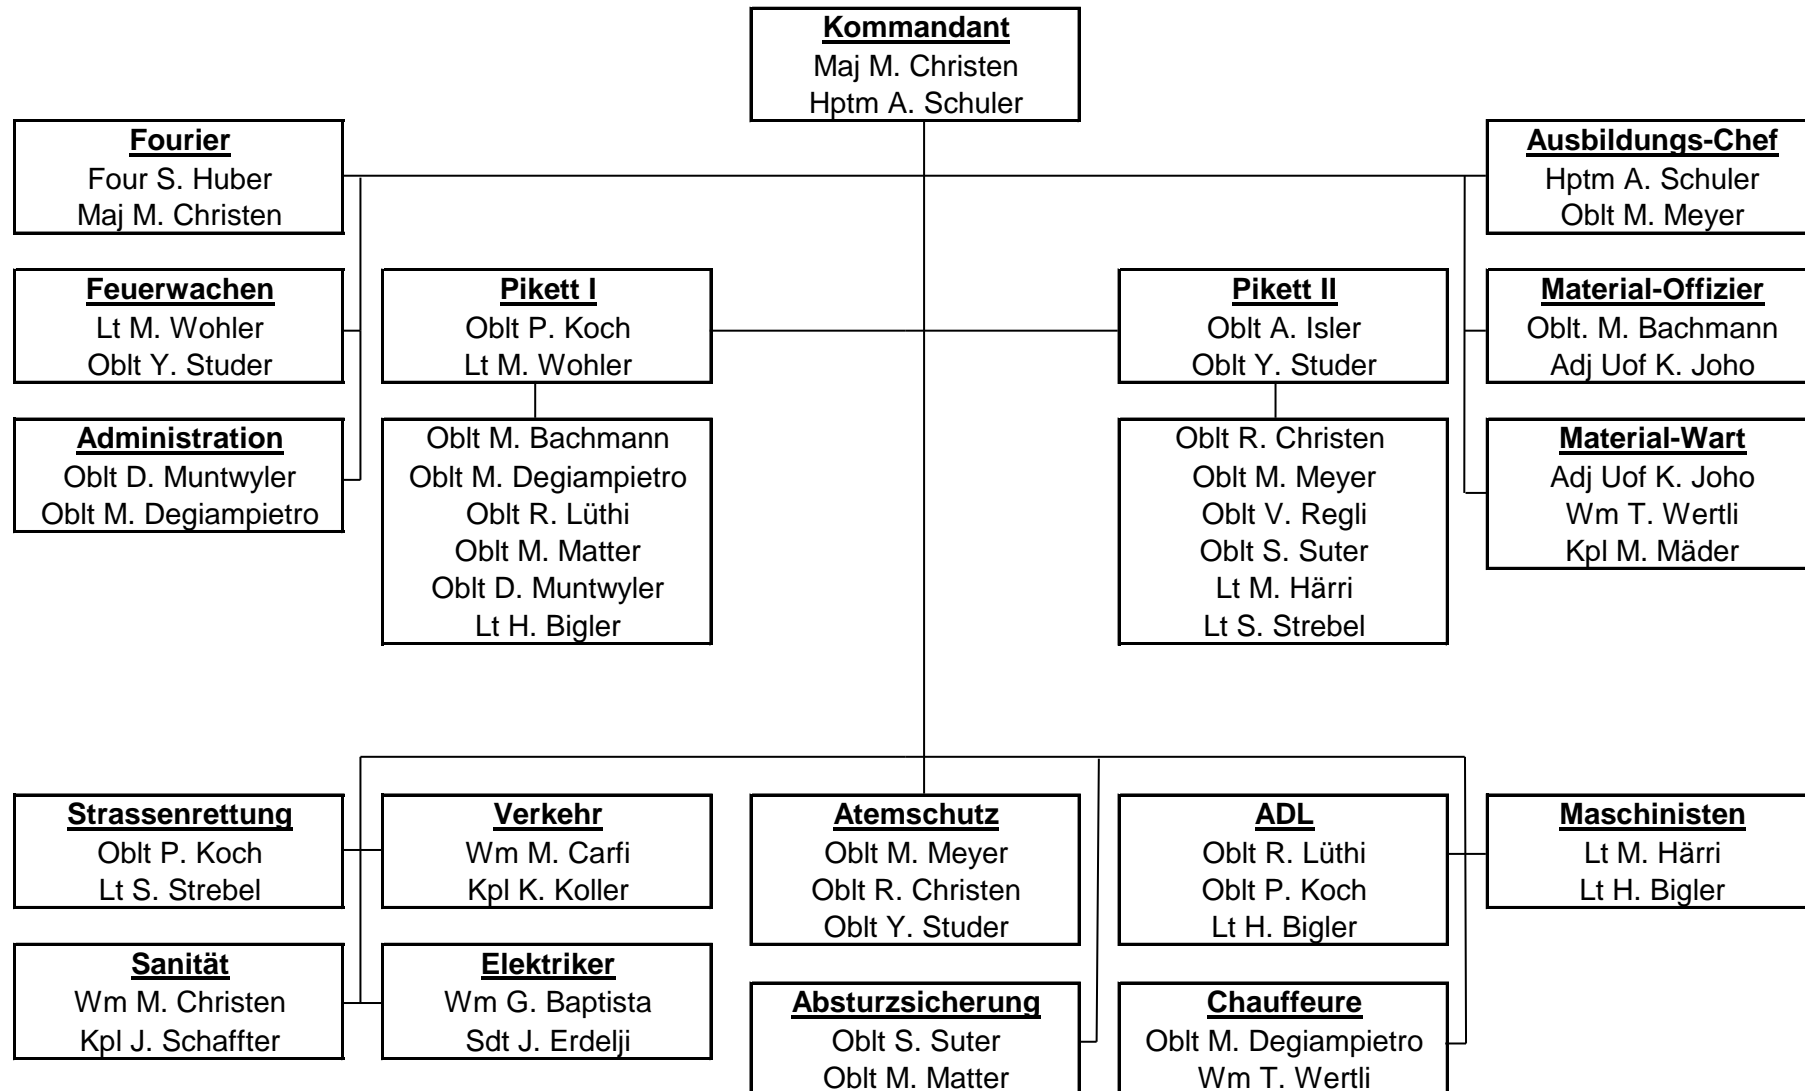 Kommandant
Maj M. Christen
Hptm A. Schuler
Fourier
Four S. Huber
Maj M. Christen
Ausbildungs-Chef
Hptm A. Schuler
Oblt M. Meyer
Feuerwachen
Lt M. Wohler
Oblt Y. Studer
Pikett I
Oblt P. Koch
Lt M. Wohler
Pikett II
Oblt A. Isler
Oblt Y. Studer
Material-Offizier
Oblt. M. Bachmann
Adj Uof K. Joho
Administration
Oblt D. Muntwyler
Oblt M. Degiampietro
Oblt M. Bachmann
Oblt M. Degiampietro
Oblt R. Lüthi
Oblt M. Matter
Oblt D. Muntwyler
Lt H. Bigler
Oblt R. Christen
Oblt M. Meyer
Oblt V. Regli
Oblt S. Suter
Lt M. Härri
Lt S. Strebel
Material-Wart
Adj Uof K. Joho
Wm T. Wertli
Kpl M. Mäder
Strassenrettung
Oblt P. Koch
Lt S. Strebel
Verkehr
Wm M. Carfi
Kpl K. Koller
Atemschutz
Oblt M. Meyer
Oblt R. Christen
Oblt Y. Studer
ADL
Oblt R. Lüthi
Oblt P. Koch
Lt H. Bigler
Maschinisten
Lt M. Härri
Lt H. Bigler
Sanität
Wm M. Christen
Kpl J. Schaffter
Elektriker
Wm G. Baptista
Sdt J. Erdelji
Absturzsicherung
Oblt S. Suter
Oblt M. Matter
Chauffeure
Oblt M. Degiampietro
Wm T. Wertli